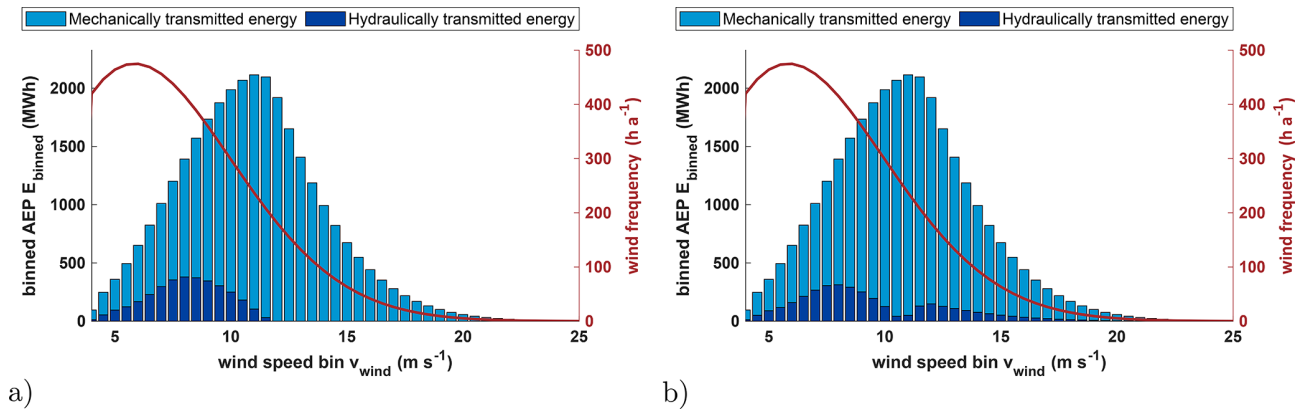 Mechanically transmitted energy Hydraulically transmitted energy
binned AEP E_binned (MWh)
2000
1500
1000
500
0
5 10 15 20 25
wind speed bin v_wind (m s⁻¹)
500
400
300
200
100
0
wind frequency (h a⁻¹)
a)
Mechanically transmitted energy Hydraulically transmitted energy
binned AEP E_binned (MWh)
2000
1500
1000
500
0
5 10 15 20 25
wind speed bin v_wind (m s⁻¹)
500
400
300
200
100
0
wind frequency (h a⁻¹)
b)